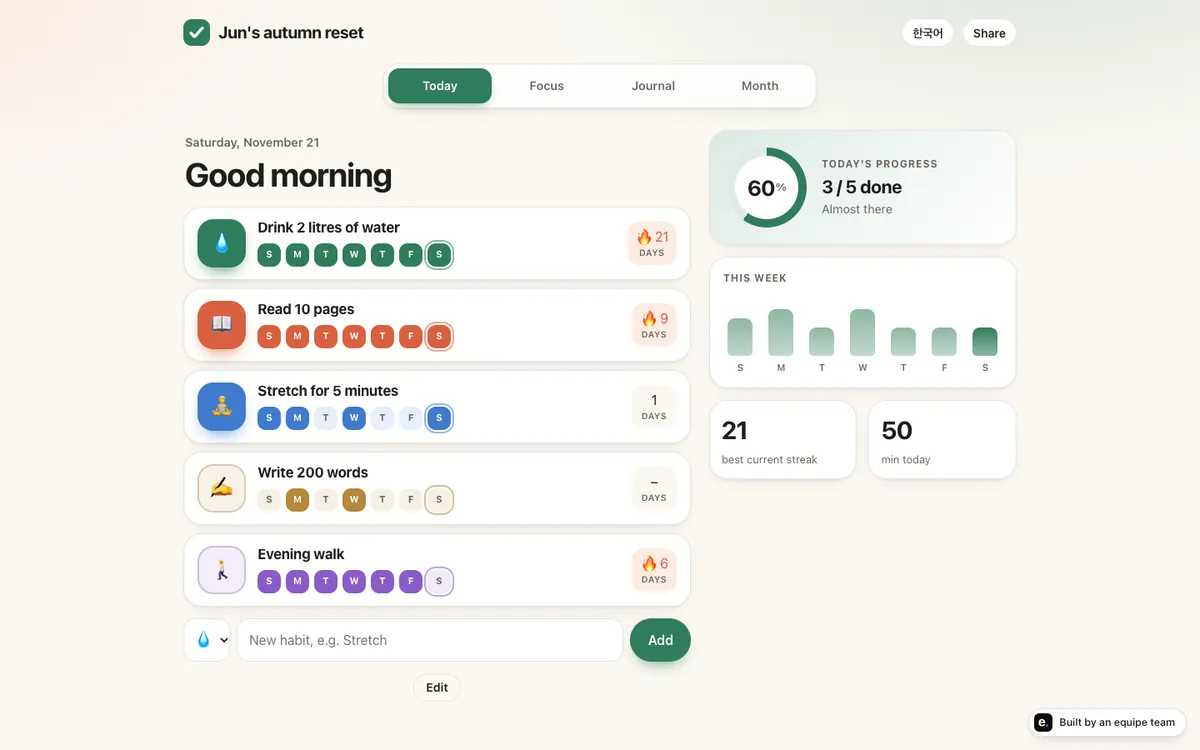 Jun's autumn reset
한국어
Share
Today
Focus
Journal
Month
Saturday, November 21
Good morning
Drink 2 litres of water
S M T W T F S
🔥 21
DAYS
Read 10 pages
S M T W T F S
🔥 9
DAYS
Stretch for 5 minutes
S M T W T F S
1
DAYS
Write 200 words
S M T W T F S
–
DAYS
Evening walk
S M T W T F S
🔥 6
DAYS
New habit, e.g. Stretch
Add
Edit
60%
TODAY'S PROGRESS
3 / 5 done
Almost there
THIS WEEK
S M T W T F S
21
best current streak
50
min today
e.
Built by an equipe team